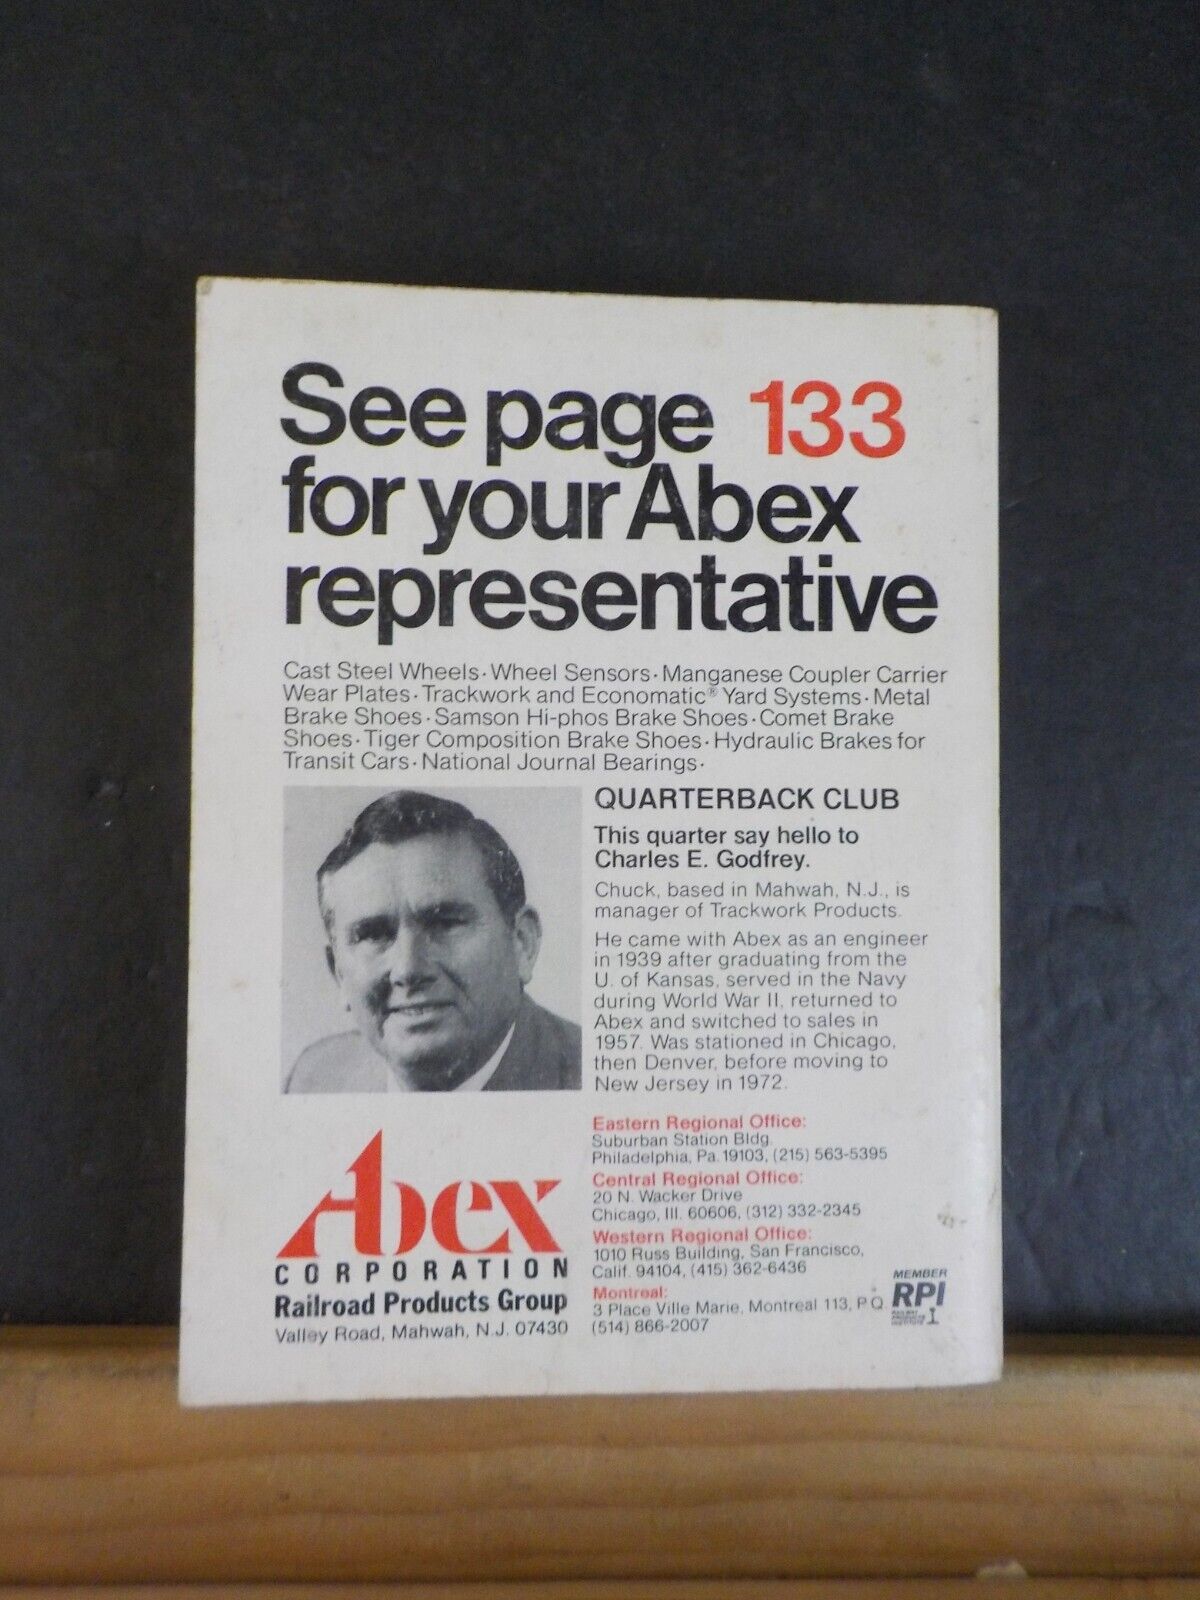 See page 133
for your Abex
representative
Cast Steel Wheels · Wheel Sensors · Manganese Coupler Carrier
Wear Plates · Trackwork and Economatic® Yard Systems · Metal
Brake Shoes · Samson Hi-phos Brake Shoes · Comet Brake
Shoes · Tiger Composition Brake Shoes · Hydraulic Brakes for
Transit Cars · National Journal Bearings ·
QUARTERBACK CLUB
This quarter say hello to
Charles E. Godfrey.
Chuck, based in Mahwah, N.J., is
manager of Trackwork Products.
He came with Abex as an engineer
in 1939 after graduating from the
U. of Kansas, served in the Navy
during World War II, returned to
Abex and switched to sales in
1957. Was stationed in Chicago,
then Denver, before moving to
New Jersey in 1972.
Abex
CORPORATION
Railroad Products Group
Valley Road, Mahwah, N.J. 07430
Eastern Regional Office:
Suburban Station Bldg.
Philadelphia, Pa. 19103, (215) 563-5395
Central Regional Office:
20 N. Wacker Drive
Chicago, Ill. 60606, (312) 332-2345
Western Regional Office:
1010 Russ Building, San Francisco,
Calif. 94104, (415) 362-6436
Montreal:
3 Place Ville Marie, Montreal 113, P.Q.
(514) 866-2007
MEMBER
RPI
RAILWAY
PROGRESS
INSTITUTE